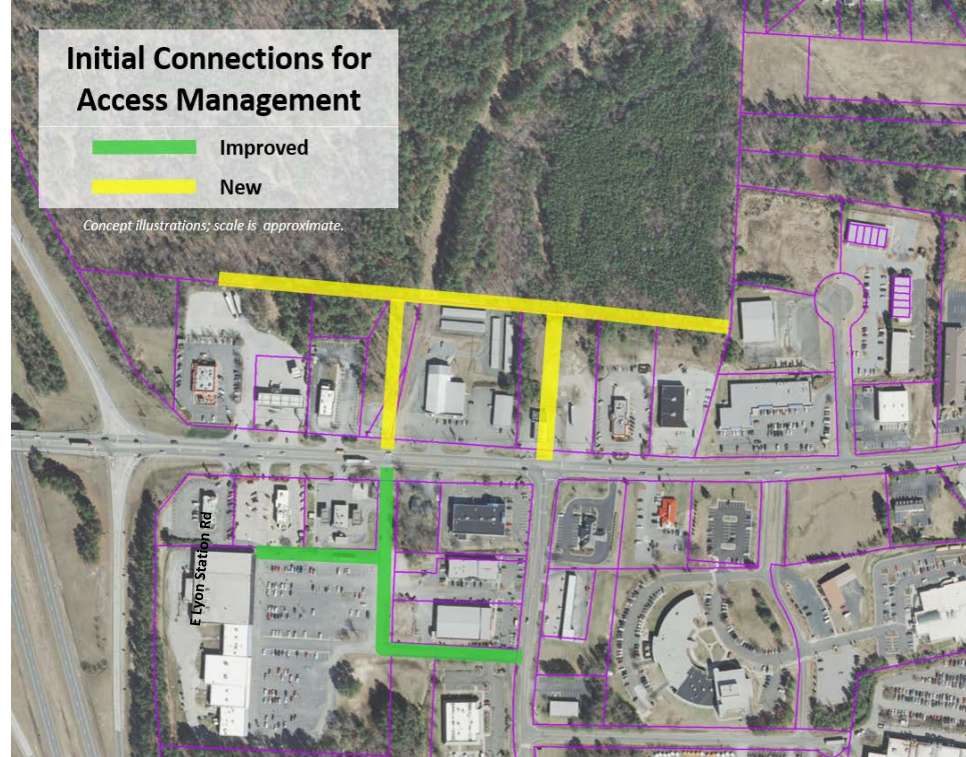 Initial Connections for
Access Management
Improved
New
Concept illustrations; scale is approximate.
E Lyon Station Rd